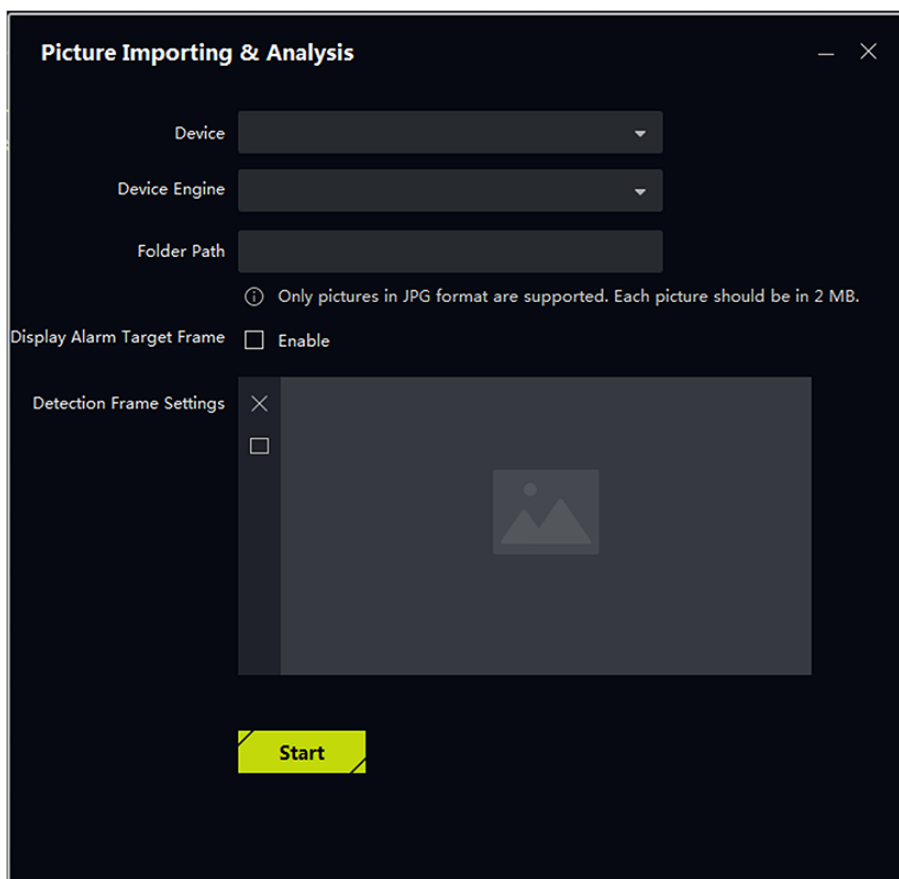 Picture Importing & Analysis
Device
Device Engine
Folder Path
Only pictures in JPG format are supported. Each picture should be in 2 MB.
Display Alarm Target Frame Enable
Detection Frame Settings
Start